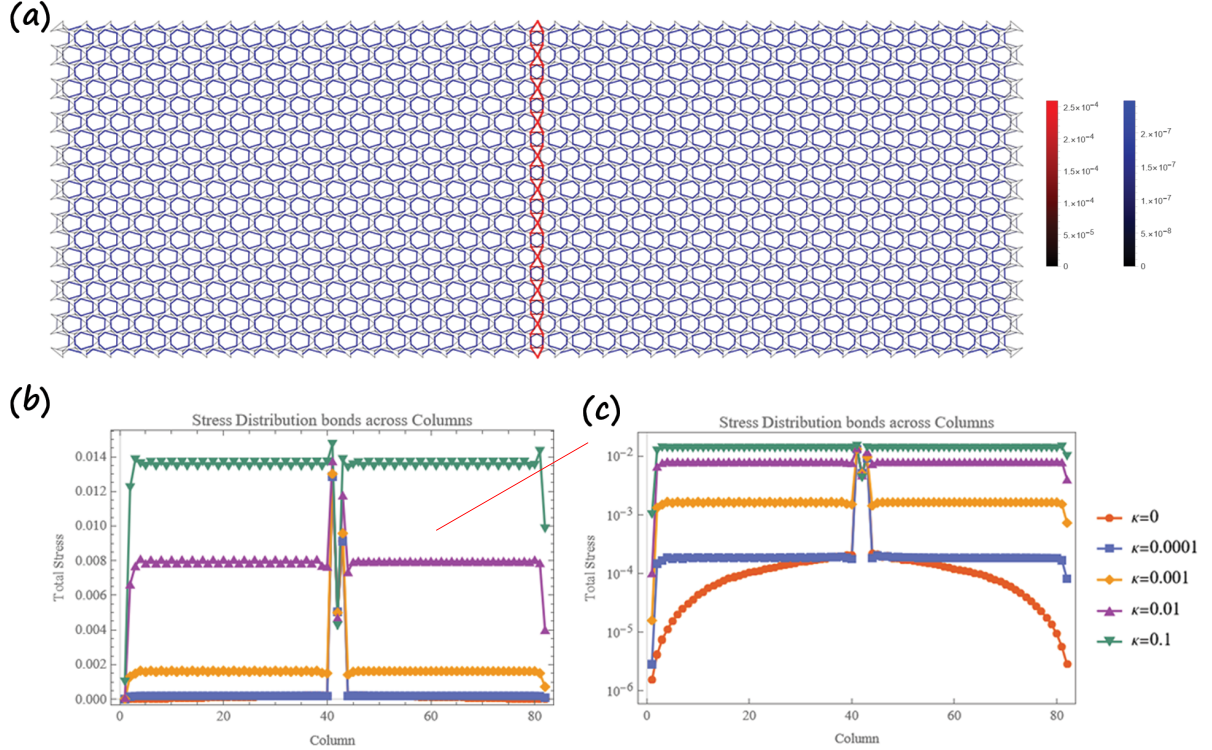 (a)
2.5×10⁻⁴
2.×10⁻⁴
1.5×10⁻⁴
1.×10⁻⁴
5.×10⁻⁵
0
2.×10⁻⁷
1.5×10⁻⁷
1.×10⁻⁷
5.×10⁻⁸
0
(b)
Stress Distribution bonds across Columns
Total Stress
0.014
0.012
0.010
0.008
0.006
0.004
0.002
0.000
0
20
40
60
80
Column
(c)
Stress Distribution bonds across Columns
Total Stress
10⁻²
10⁻³
10⁻⁴
10⁻⁵
10⁻⁶
0
20
40
60
80
Column
κ=0
κ=0.0001
κ=0.001
κ=0.01
κ=0.1